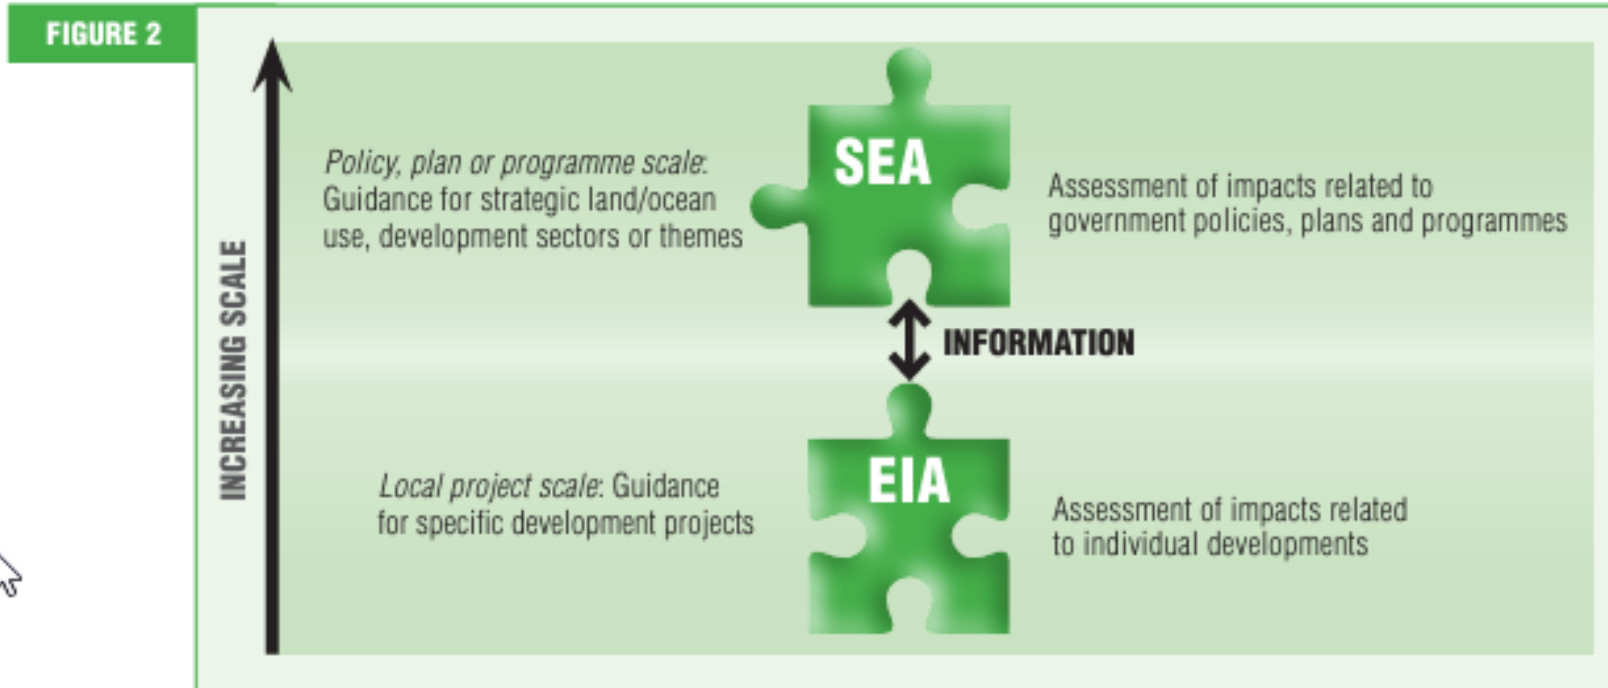 FIGURE 2
INCREASING SCALE
Policy, plan or programme scale:
Guidance for strategic land/ocean
use, development sectors or themes
SEA
Assessment of impacts related to
government policies, plans and programmes
INFORMATION
Local project scale: Guidance
for specific development projects
EIA
Assessment of impacts related
to individual developments